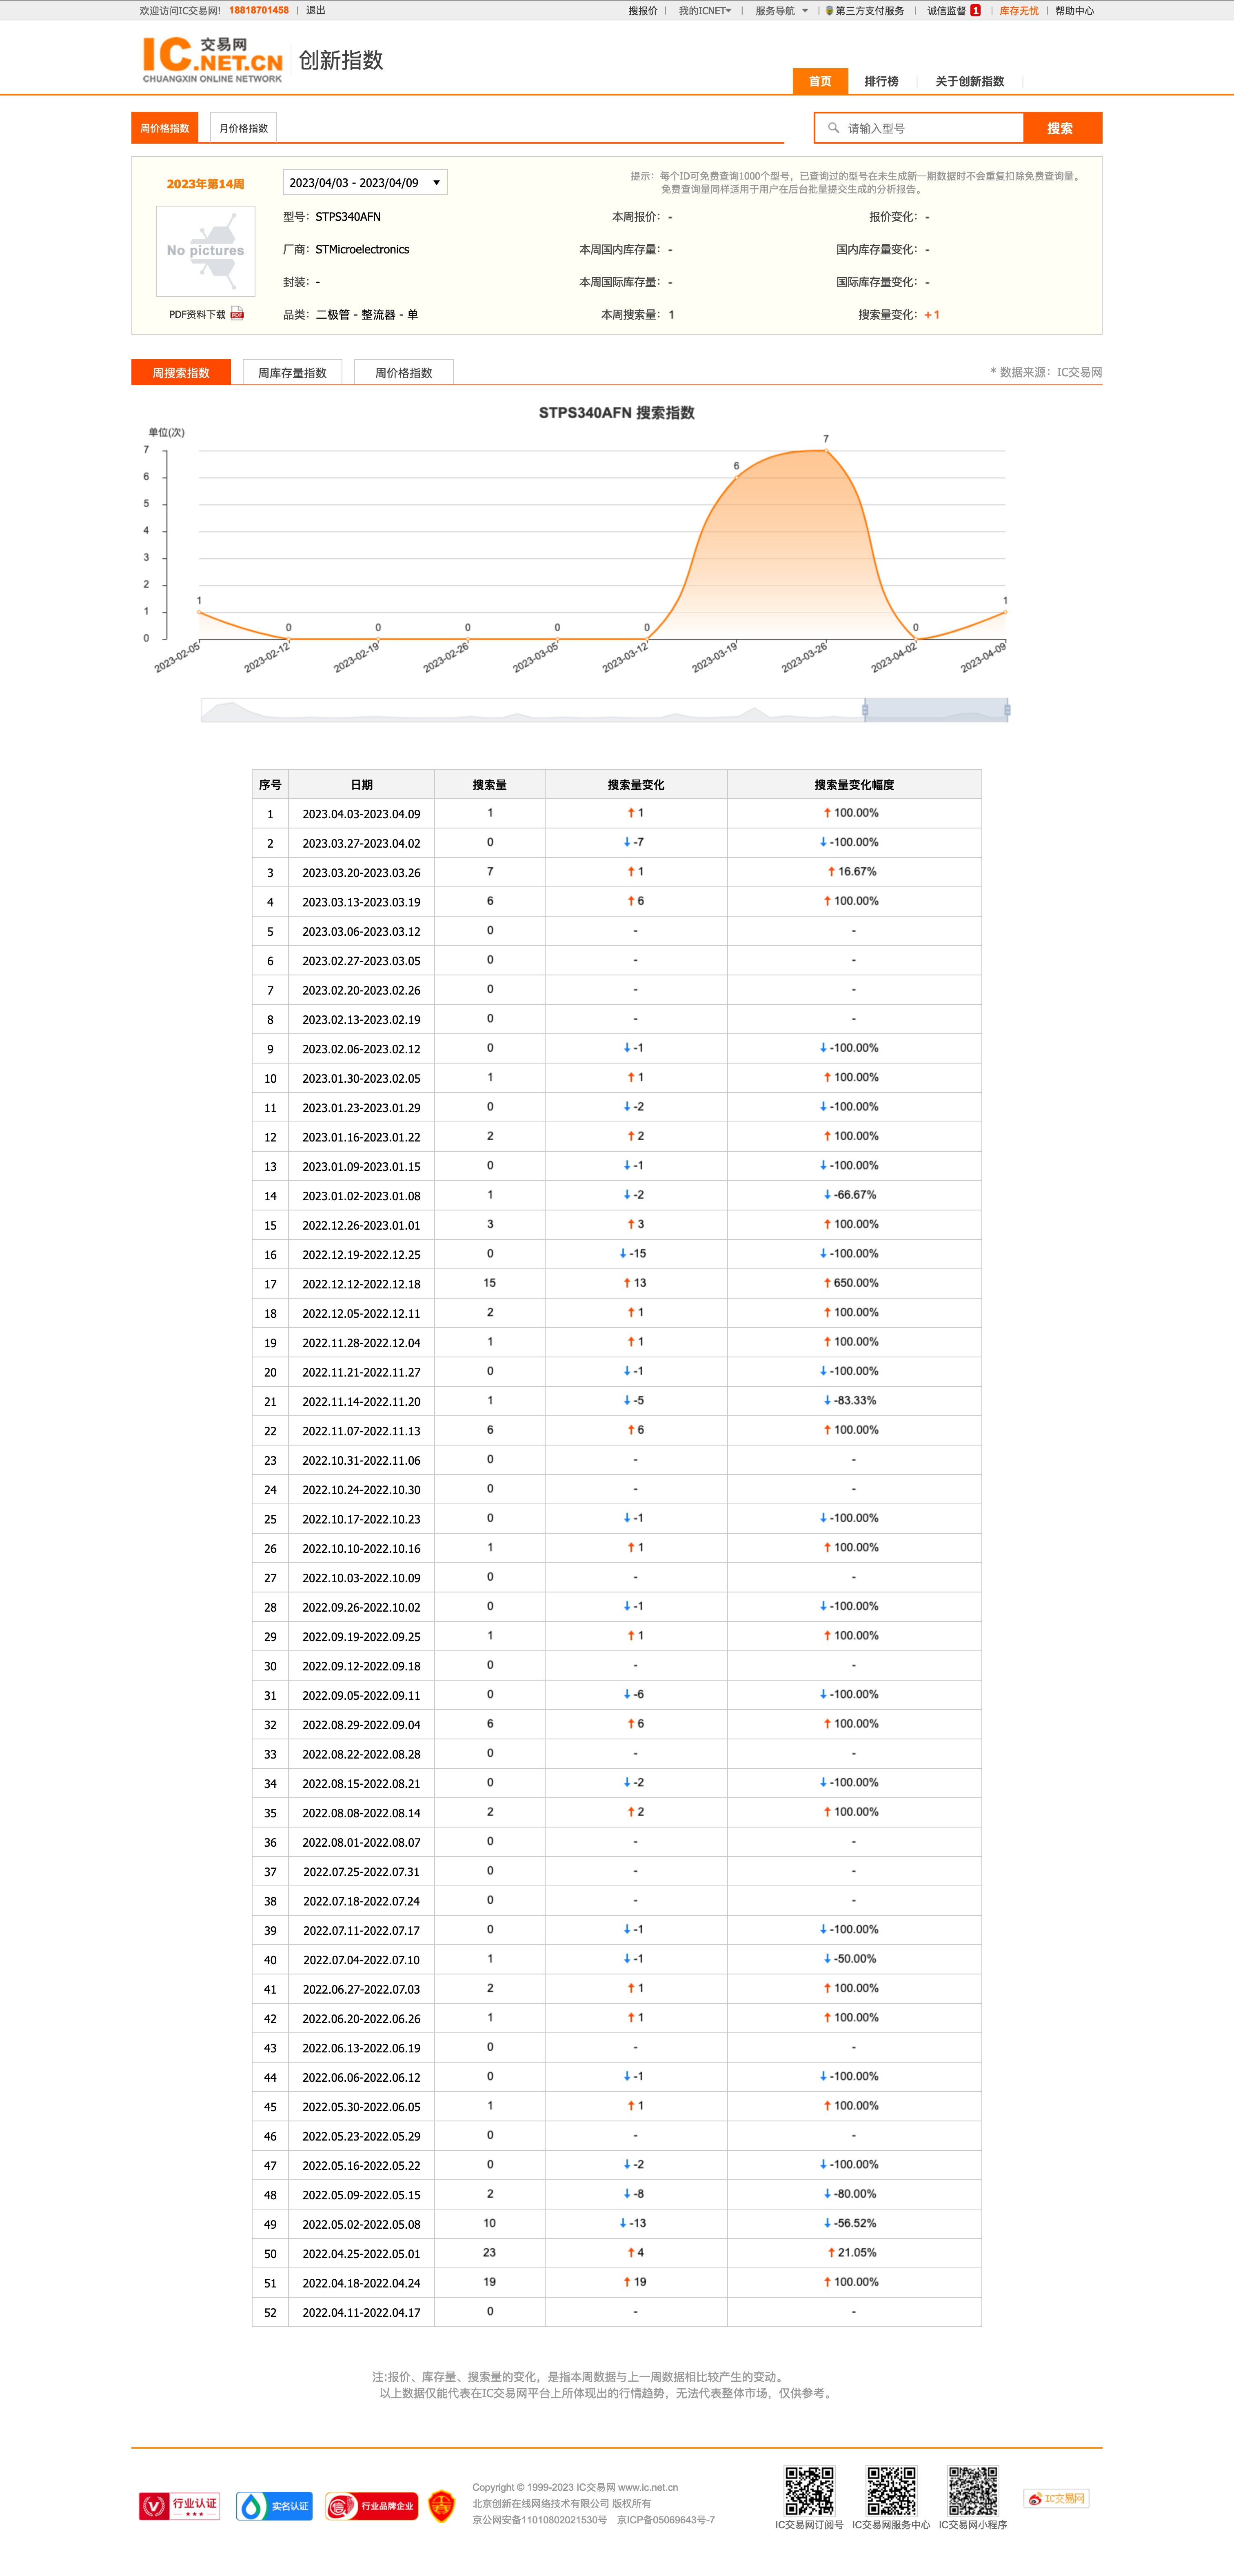 欢迎访问IC交易网! 18818701458 退出 搜报价 我的ICNET 服务导航 第三方支付服务 诚信监督 1 库存无忧 帮助中心
IC 交易网 .NET.CN CHUANGXIN ONLINE NETWORK 创新指数
首页 排行榜 关于创新指数
周价格指数 月价格指数 请输入型号 搜索
2023年第14周 2023/04/03 - 2023/04/09 提示：每个ID可免费查询1000个型号，已查询过的型号在未生成新一期数据时不会重复扣除免费查询量。
免费查询量同样适用于用户在后台批量提交生成的分析报告。
No pictures
PDF资料下载
型号：STPS340AFN 本周报价：- 报价变化：-
厂商：STMicroelectronics 本周国内库存量：- 国内库存量变化：-
封装：- 本周国际库存量：- 国际库存量变化：-
品类：二极管 - 整流器 - 单 本周搜索量：1 搜索量变化：+1
周搜索指数 周库存量指数 周价格指数 * 数据来源：IC交易网
STPS340AFN 搜索指数
单位(次)
7
6
5
4
3
2
1
0
1 0 0 0 0 0 6 7 0 1
2023-02-05 2023-02-12 2023-02-19 2023-02-26 2023-03-05 2023-03-12 2023-03-19 2023-03-26 2023-04-02 2023-04-09
序号 日期 搜索量 搜索量变化 搜索量变化幅度
1 2023.04.03-2023.04.09 1 ↑ 1 ↑ 100.00%
2 2023.03.27-2023.04.02 0 ↓ -7 ↓ -100.00%
3 2023.03.20-2023.03.26 7 ↑ 1 ↑ 16.67%
4 2023.03.13-2023.03.19 6 ↑ 6 ↑ 100.00%
5 2023.03.06-2023.03.12 0 - -
6 2023.02.27-2023.03.05 0 - -
7 2023.02.20-2023.02.26 0 - -
8 2023.02.13-2023.02.19 0 - -
9 2023.02.06-2023.02.12 0 ↓ -1 ↓ -100.00%
10 2023.01.30-2023.02.05 1 ↑ 1 ↑ 100.00%
11 2023.01.23-2023.01.29 0 ↓ -2 ↓ -100.00%
12 2023.01.16-2023.01.22 2 ↑ 2 ↑ 100.00%
13 2023.01.09-2023.01.15 0 ↓ -1 ↓ -100.00%
14 2023.01.02-2023.01.08 1 ↓ -2 ↓ -66.67%
15 2022.12.26-2023.01.01 3 ↑ 3 ↑ 100.00%
16 2022.12.19-2022.12.25 0 ↓ -15 ↓ -100.00%
17 2022.12.12-2022.12.18 15 ↑ 13 ↑ 650.00%
18 2022.12.05-2022.12.11 2 ↑ 1 ↑ 100.00%
19 2022.11.28-2022.12.04 1 ↑ 1 ↑ 100.00%
20 2022.11.21-2022.11.27 0 ↓ -1 ↓ -100.00%
21 2022.11.14-2022.11.20 1 ↓ -5 ↓ -83.33%
22 2022.11.07-2022.11.13 6 ↑ 6 ↑ 100.00%
23 2022.10.31-2022.11.06 0 - -
24 2022.10.24-2022.10.30 0 - -
25 2022.10.17-2022.10.23 0 ↓ -1 ↓ -100.00%
26 2022.10.10-2022.10.16 1 ↑ 1 ↑ 100.00%
27 2022.10.03-2022.10.09 0 - -
28 2022.09.26-2022.10.02 0 ↓ -1 ↓ -100.00%
29 2022.09.19-2022.09.25 1 ↑ 1 ↑ 100.00%
30 2022.09.12-2022.09.18 0 - -
31 2022.09.05-2022.09.11 0 ↓ -6 ↓ -100.00%
32 2022.08.29-2022.09.04 6 ↑ 6 ↑ 100.00%
33 2022.08.22-2022.08.28 0 - -
34 2022.08.15-2022.08.21 0 ↓ -2 ↓ -100.00%
35 2022.08.08-2022.08.14 2 ↑ 2 ↑ 100.00%
36 2022.08.01-2022.08.07 0 - -
37 2022.07.25-2022.07.31 0 - -
38 2022.07.18-2022.07.24 0 - -
39 2022.07.11-2022.07.17 0 ↓ -1 ↓ -100.00%
40 2022.07.04-2022.07.10 1 ↓ -1 ↓ -50.00%
41 2022.06.27-2022.07.03 2 ↑ 1 ↑ 100.00%
42 2022.06.20-2022.06.26 1 ↑ 1 ↑ 100.00%
43 2022.06.13-2022.06.19 0 - -
44 2022.06.06-2022.06.12 0 ↓ -1 ↓ -100.00%
45 2022.05.30-2022.06.05 1 ↑ 1 ↑ 100.00%
46 2022.05.23-2022.05.29 0 - -
47 2022.05.16-2022.05.22 0 ↓ -2 ↓ -100.00%
48 2022.05.09-2022.05.15 2 ↓ -8 ↓ -80.00%
49 2022.05.02-2022.05.08 10 ↓ -13 ↓ -56.52%
50 2022.04.25-2022.05.01 23 ↑ 4 ↑ 21.05%
51 2022.04.18-2022.04.24 19 ↑ 19 ↑ 100.00%
52 2022.04.11-2022.04.17 0 - -
注:报价、库存量、搜索量的变化，是指本周数据与上一周数据相比较产生的变动。
以上数据仅能代表在IC交易网平台上所体现出的行情趋势，无法代表整体市场，仅供参考。
行业认证 实名认证 行业品牌企业
Copyright © 1999-2023 IC交易网 www.ic.net.cn
北京创新在线网络技术有限公司 版权所有
京公网安备11010802021530号 京ICP备05069643号-7
IC交易网订阅号 IC交易网服务中心 IC交易网小程序
IC交易网